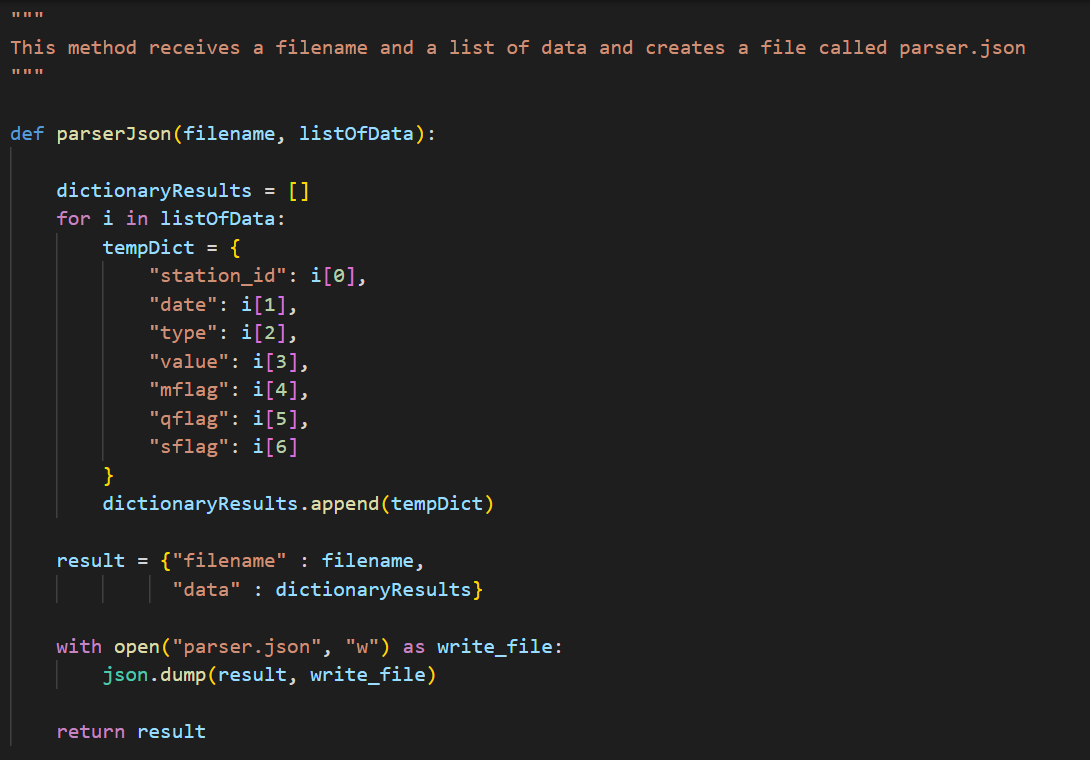 """
This method receives a filename and a list of data and creates a file called parser.json
"""
def parserJson(filename, listOfData):
    dictionaryResults = []
    for i in listOfData:
        tempDict = {
            "station_id": i[0],
            "date": i[1],
            "type": i[2],
            "value": i[3],
            "mflag": i[4],
            "qflag": i[5],
            "sflag": i[6]
        }
        dictionaryResults.append(tempDict)
    result = {"filename" : filename,
              "data" : dictionaryResults}
    with open("parser.json", "w") as write_file:
        json.dump(result, write_file)
    return result